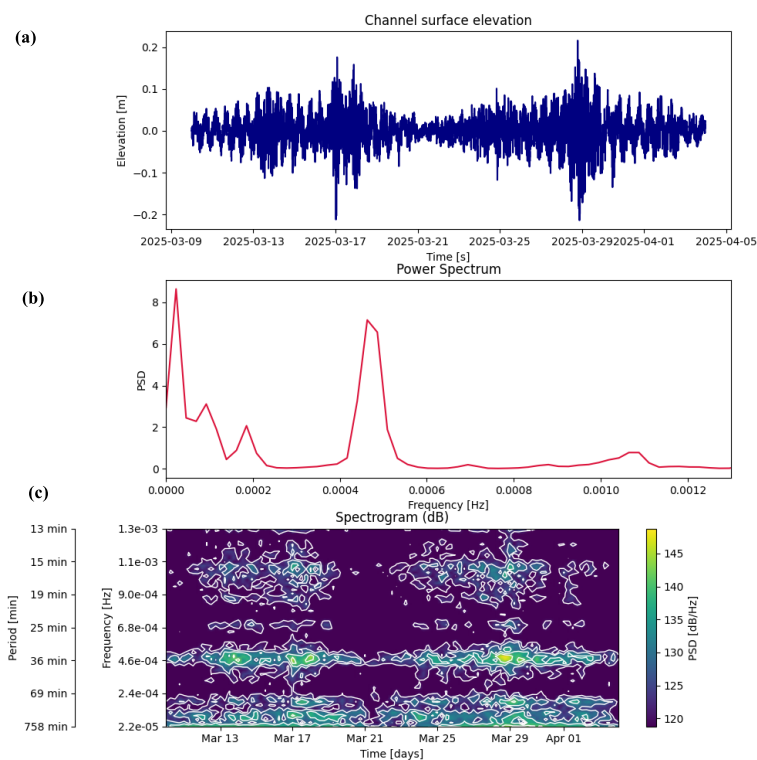 (a)
Channel surface elevation
Elevation [m]
0.2
0.1
0.0
−0.1
−0.2
2025-03-09 2025-03-13 2025-03-17 2025-03-21 2025-03-25 2025-03-29 2025-04-01 2025-04-05
Time [s]
(b)
Power Spectrum
PSD
8
6
4
2
0
0.0000 0.0002 0.0004 0.0006 0.0008 0.0010 0.0012
Frequency [Hz]
(c)
Spectrogram (dB)
Period [min]
13 min
15 min
19 min
25 min
36 min
69 min
758 min
Frequency [Hz]
1.3e-03
1.1e-03
9.0e-04
6.8e-04
4.6e-04
2.4e-04
2.2e-05
Mar 13 Mar 17 Mar 21 Mar 25 Mar 29 Apr 01
Time [days]
145
140
135
130
125
120
PSD [dB/Hz]